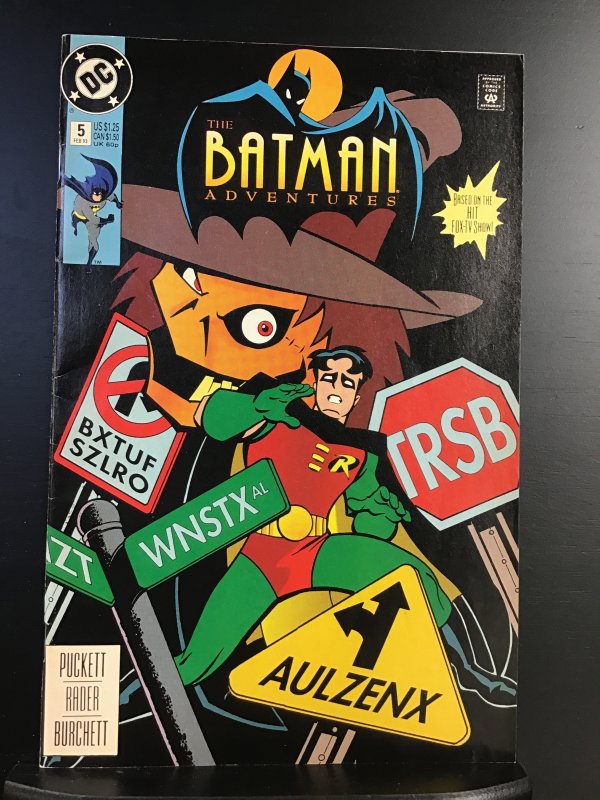 DC
5
FEB 93
US $1.25
CAN $1.50
UK 60p
TM
THE
BATMAN
ADVENTURES
APPROVED
BY THE
COMICS
CODE
AUTHORITY
BASED ON THE
HIT
FOX-TV SHOW!
BXTUF
SZLRO
TRSB
R
WNSTX AL
ZT
AULZENX
PUCKETT
RADER
BURCHETT